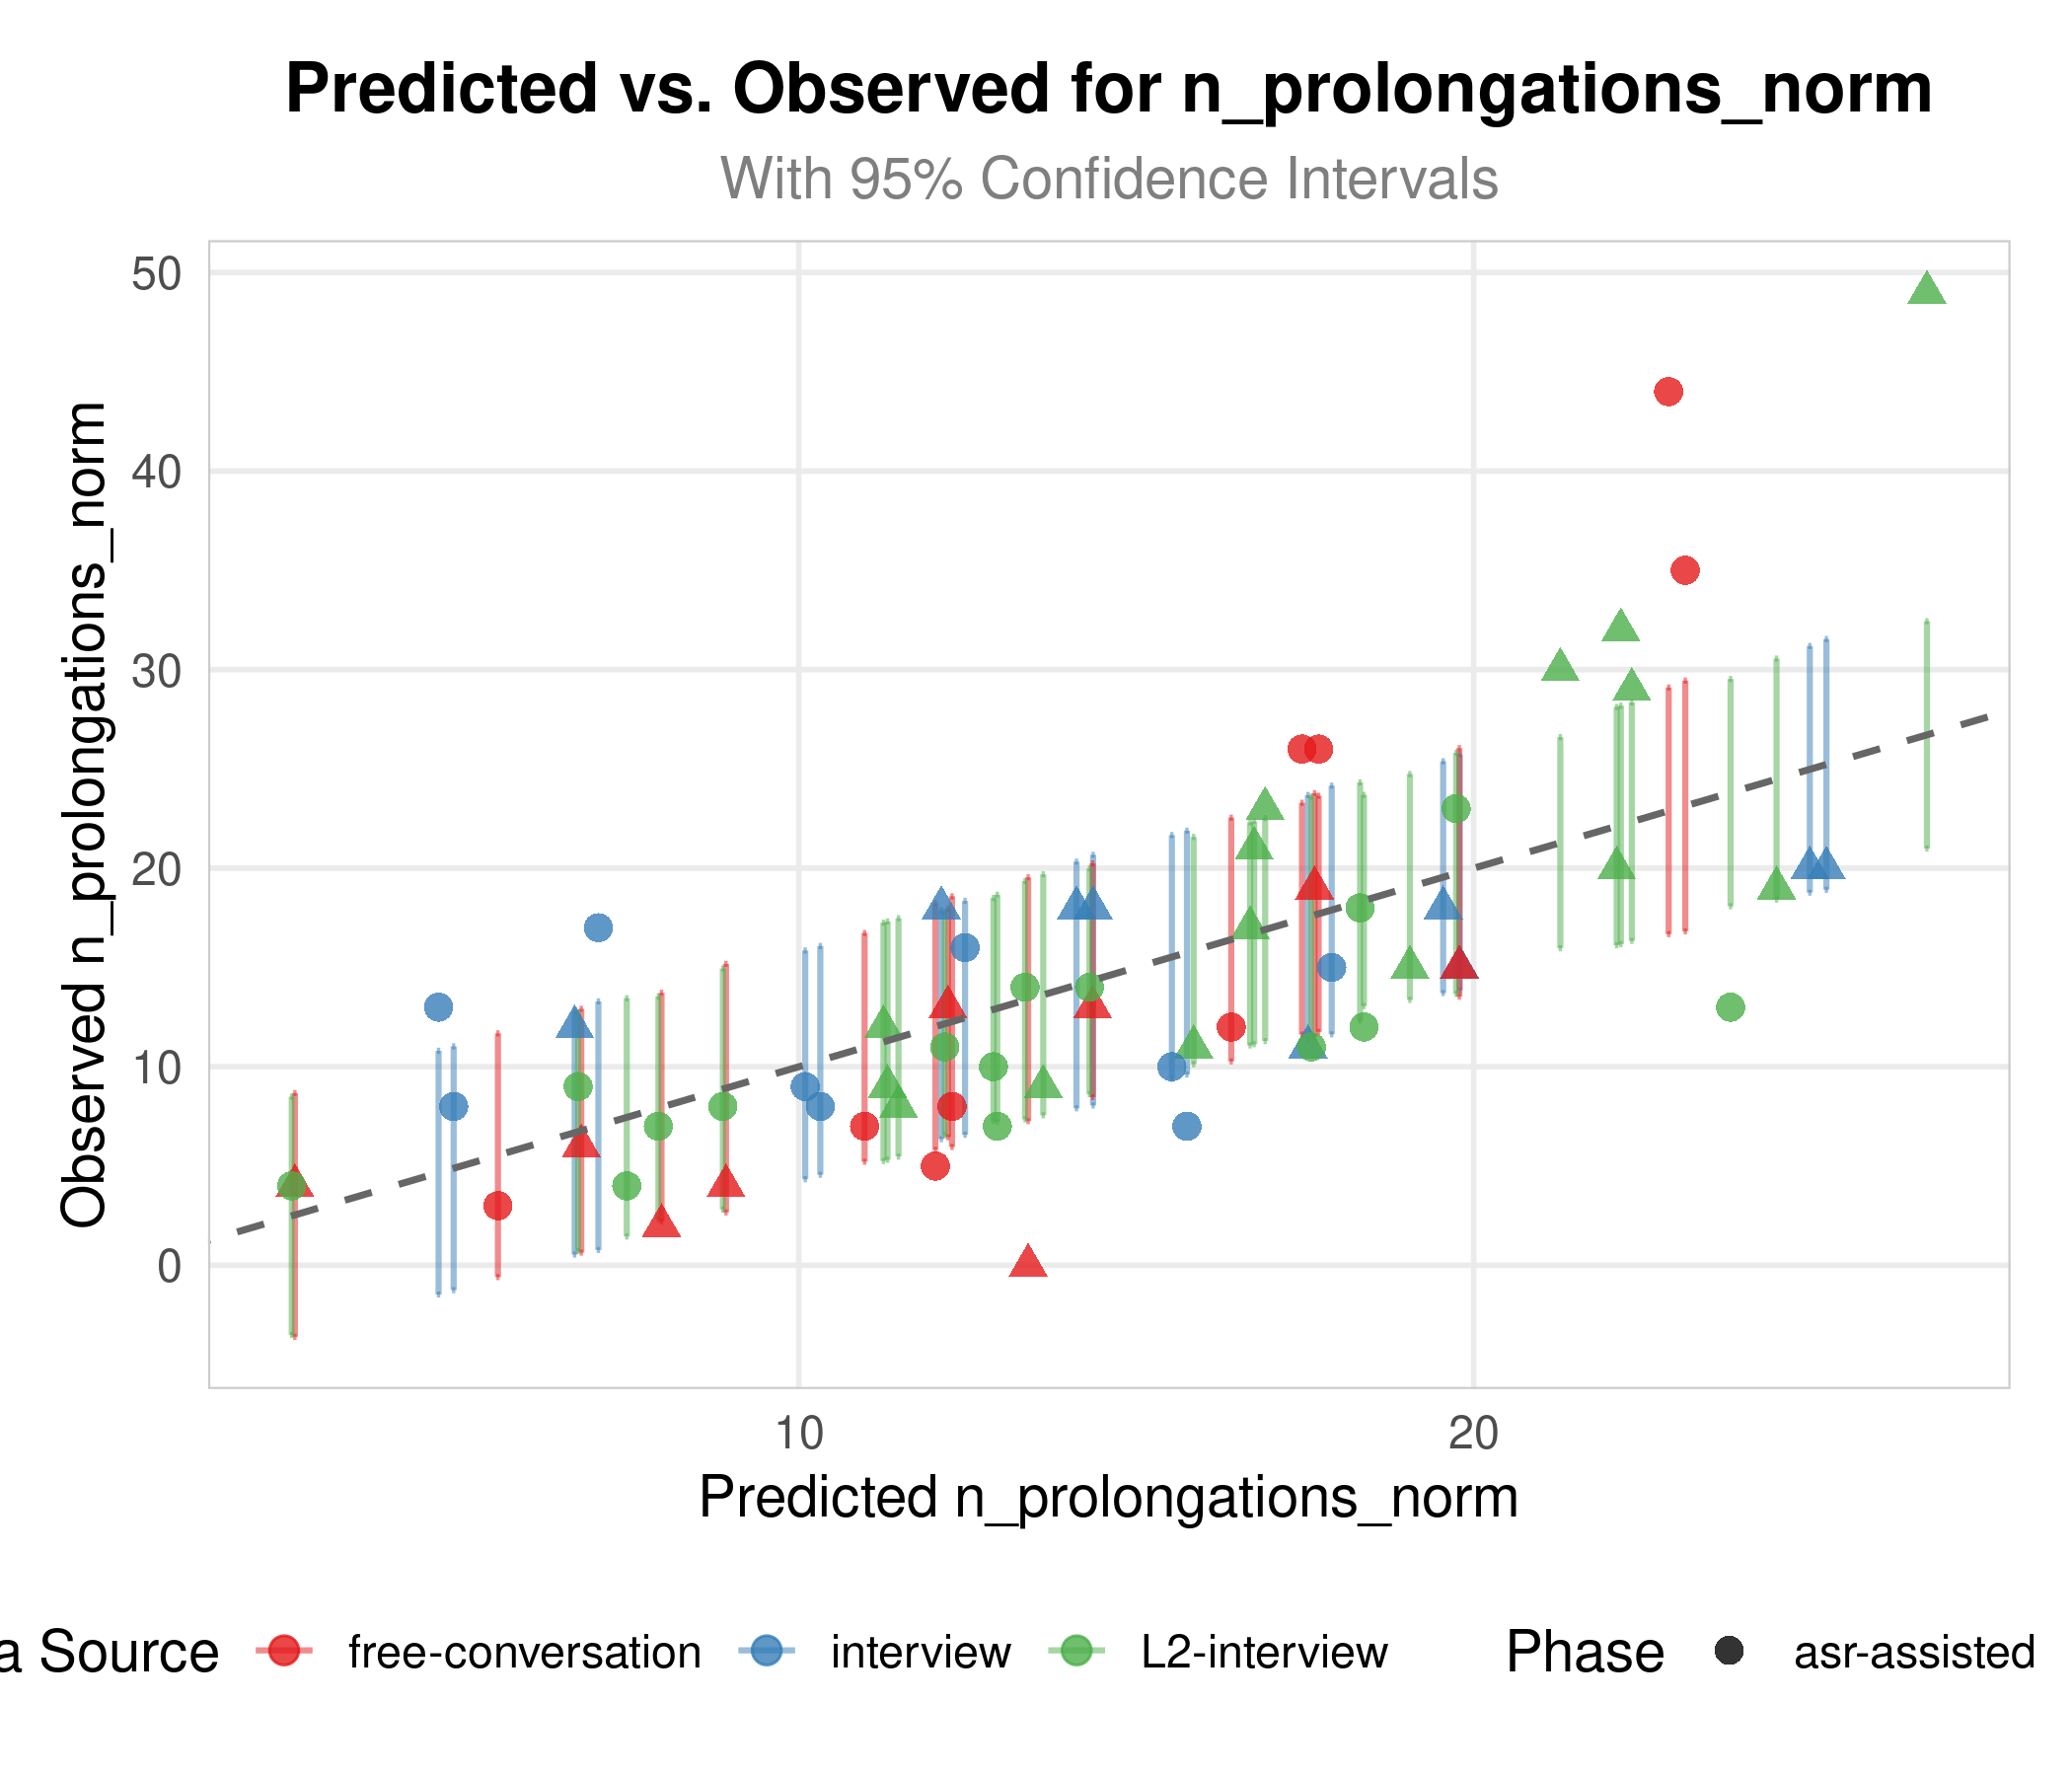 Predicted vs. Observed for n_prolongations_norm
With 95% Confidence Intervals
Observed n_prolongations_norm
50
40
30
20
10
0
10 20
Predicted n_prolongations_norm
a Source free-conversation interview L2-interview Phase asr-assisted